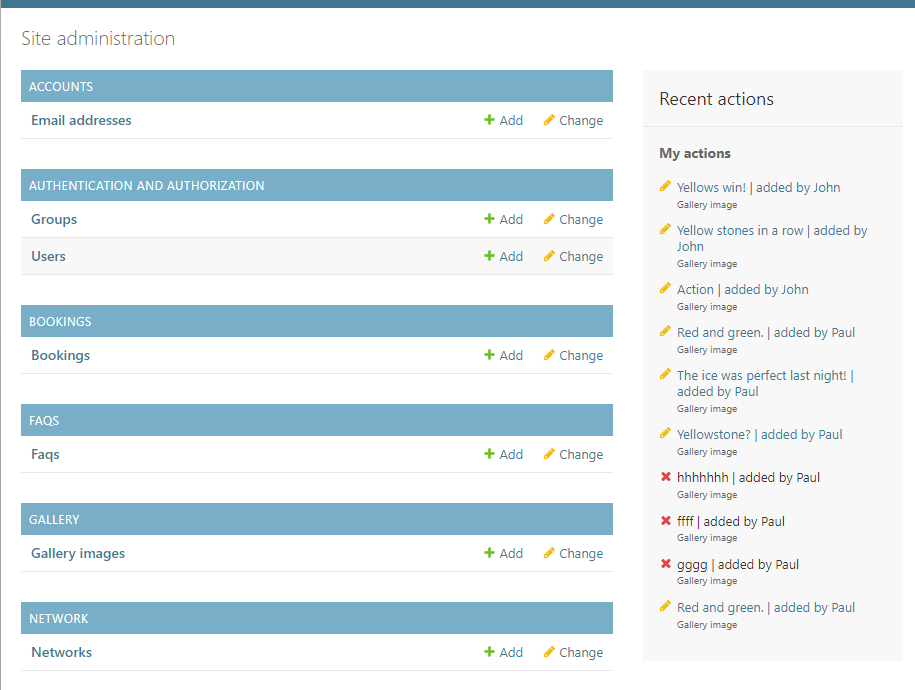 Site administration
ACCOUNTS
Email addresses Add Change
AUTHENTICATION AND AUTHORIZATION
Groups Add Change
Users Add Change
BOOKINGS
Bookings Add Change
FAQS
Faqs Add Change
GALLERY
Gallery images Add Change
NETWORK
Networks Add Change
Recent actions
My actions
Yellows win! | added by John
Gallery image
Yellow stones in a row | added by
John
Gallery image
Action | added by John
Gallery image
Red and green. | added by Paul
Gallery image
The ice was perfect last night! |
added by Paul
Gallery image
Yellowstone? | added by Paul
Gallery image
hhhhhhh | added by Paul
Gallery image
ffff | added by Paul
Gallery image
gggg | added by Paul
Gallery image
Red and green. | added by Paul
Gallery image